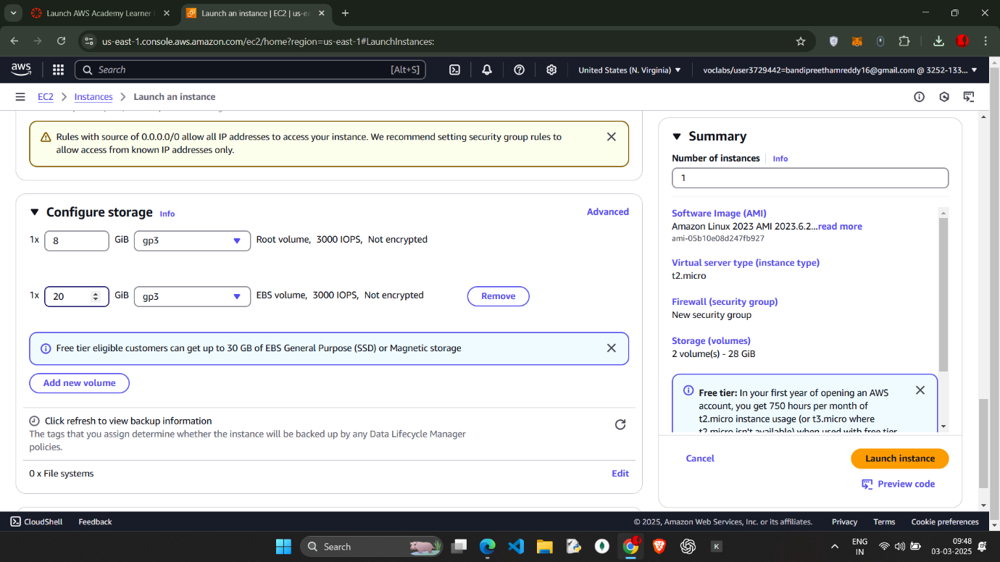 Launch AWS Academy Learner
Launch an instance | EC2 | us-ea
us-east-1.console.aws.amazon.com/ec2/home?region=us-east-1#LaunchInstances:
aws
Search
[Alt+S]
United States (N. Virginia)
voclabs/user3729442=bandipreethamreddy16@gmail.com @ 3252-133...
EC2
Instances
Launch an instance
Rules with source of 0.0.0.0/0 allow all IP addresses to access your instance. We recommend setting security group rules to
allow access from known IP addresses only.
Configure storage
Info
Advanced
1x
8
GiB
gp3
Root volume, 3000 IOPS, Not encrypted
1x
20
GiB
gp3
EBS volume, 3000 IOPS, Not encrypted
Remove
Free tier eligible customers can get up to 30 GB of EBS General Purpose (SSD) or Magnetic storage
Add new volume
Click refresh to view backup information
The tags that you assign determine whether the instance will be backed up by any Data Lifecycle Manager
policies.
0 x File systems
Edit
Summary
Number of instances
Info
1
Software Image (AMI)
Amazon Linux 2023 AMI 2023.6.2...read more
ami-05b10e08d247fb927
Virtual server type (instance type)
t2.micro
Firewall (security group)
New security group
Storage (volumes)
2 volume(s) - 28 GiB
Free tier: In your first year of opening an AWS
account, you get 750 hours per month of
t2.micro instance usage (or t3.micro where
t2.micro isn't available) when used with free tier
Cancel
Launch instance
Preview code
CloudShell
Feedback
© 2025, Amazon Web Services, Inc. or its affiliates.
Privacy
Terms
Cookie preferences
Search
K
ENG
IN
09:48
03-03-2025